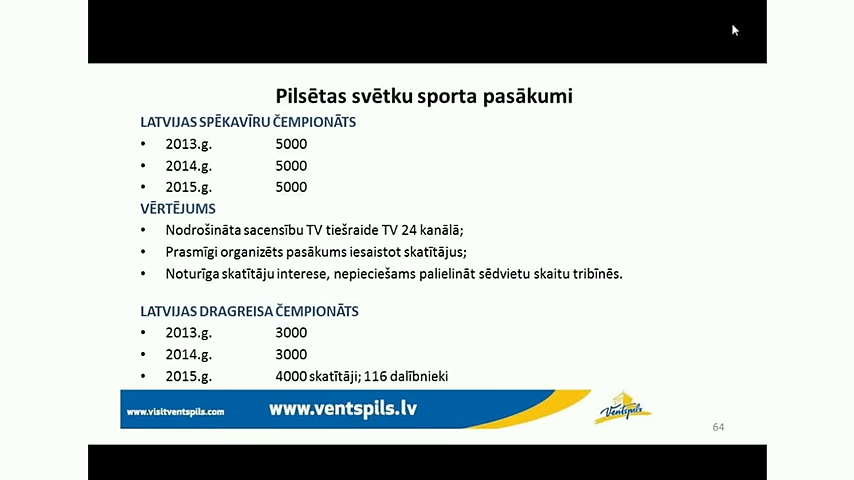 Pilsētas svētku sporta pasākumi
LATVIJAS SPĒKAVĪRU ČEMPIONĀTS
• 2013.g. 5000
• 2014.g. 5000
• 2015.g. 5000
VĒRTĒJUMS
• Nodrošināta sacensību TV tiešraide TV 24 kanālā;
• Prasmīgi organizēts pasākums iesaistot skatītājus;
• Noturīga skatītāju interese, nepieciešams palielināt sēdvietu skaitu tribīnēs.
LATVIJAS DRAGREISA ČEMPIONĀTS
• 2013.g. 3000
• 2014.g. 3000
• 2015.g. 4000 skatītāji; 116 dalībnieki
www.visitventspils.com www.ventspils.lv Ventspils
64